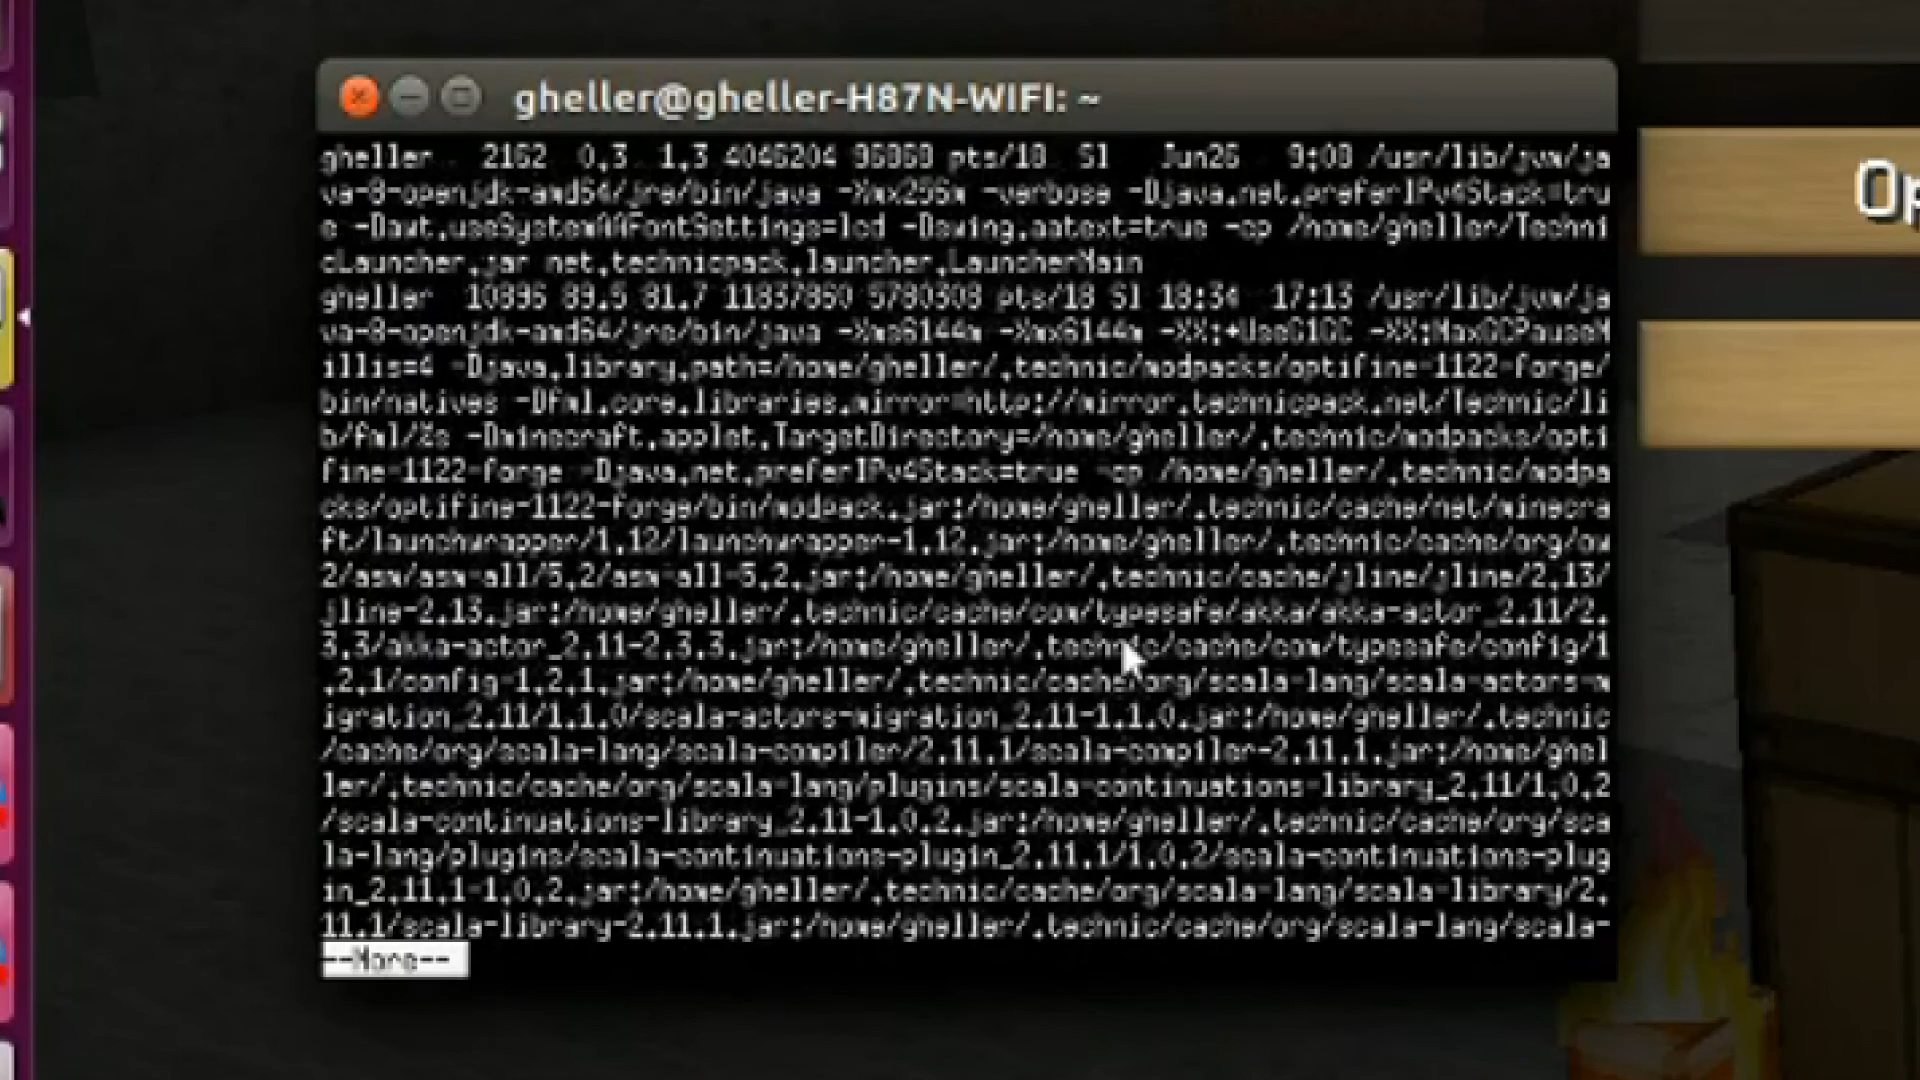 gheller@gheller-H87N-WIFI: ~
gheller 2162 0.3 1.3 4046204 95868 pts/18 Sl Jun26 9:08 /usr/lib/jvm/ja
va-8-openjdk-amd64/jre/bin/java -Xmx256m -verbose -Djava.net.preferIPv4Stack=tru
e -Dawt.useSystemAAFontSettings=lcd -Dswing.aatext=true -cp /home/gheller/Techni
cLauncher.jar net.technicpack.launcher.LauncherMain
gheller 10895 89.5 81.7 11837860 5780308 pts/18 Sl 18:34 17:13 /usr/lib/jvm/ja
va-8-openjdk-amd64/jre/bin/java -Xms6144m -Xmx6144m -XX:+UseG1GC -XX:MaxGCPauseM
illis=4 -Djava.library.path=/home/gheller/.technic/modpacks/optifine-1122-forge/
bin/natives -Dfml.core.libraries.mirror=http://mirror.technicpack.net/Technic/li
b/fml/%s -Dminecraft.applet.TargetDirectory=/home/gheller/.technic/modpacks/opti
fine-1122-forge -Djava.net.preferIPv4Stack=true -cp /home/gheller/.technic/modpa
cks/optifine-1122-forge/bin/modpack.jar:/home/gheller/.technic/cache/net/minecra
ft/launchwrapper/1.12/launchwrapper-1.12.jar:/home/gheller/.technic/cache/org/ow
2/asm/asm-all/5.2/asm-all-5.2.jar:/home/gheller/.technic/cache/jline/jline/2.13/
jline-2.13.jar:/home/gheller/.technic/cache/com/typesafe/akka/akka-actor_2.11/2.
3.3/akka-actor_2.11-2.3.3.jar:/home/gheller/.technic/cache/com/typesafe/config/1
.2.1/config-1.2.1.jar:/home/gheller/.technic/cache/org/scala-lang/scala-actors-m
igration_2.11/1.1.0/scala-actors-migration_2.11-1.1.0.jar:/home/gheller/.technic
/cache/org/scala-lang/scala-compiler/2.11.1/scala-compiler-2.11.1.jar:/home/ghel
ler/.technic/cache/org/scala-lang/plugins/scala-continuations-library_2.11/1.0.2
/scala-continuations-library_2.11-1.0.2.jar:/home/gheller/.technic/cache/org/sca
la-lang/plugins/scala-continuations-plugin_2.11.1/1.0.2/scala-continuations-plug
in_2.11.1-1.0.2.jar:/home/gheller/.technic/cache/org/scala-lang/scala-library/2.
11.1/scala-library-2.11.1.jar:/home/gheller/.technic/cache/org/scala-lang/scala-
--More--
Op